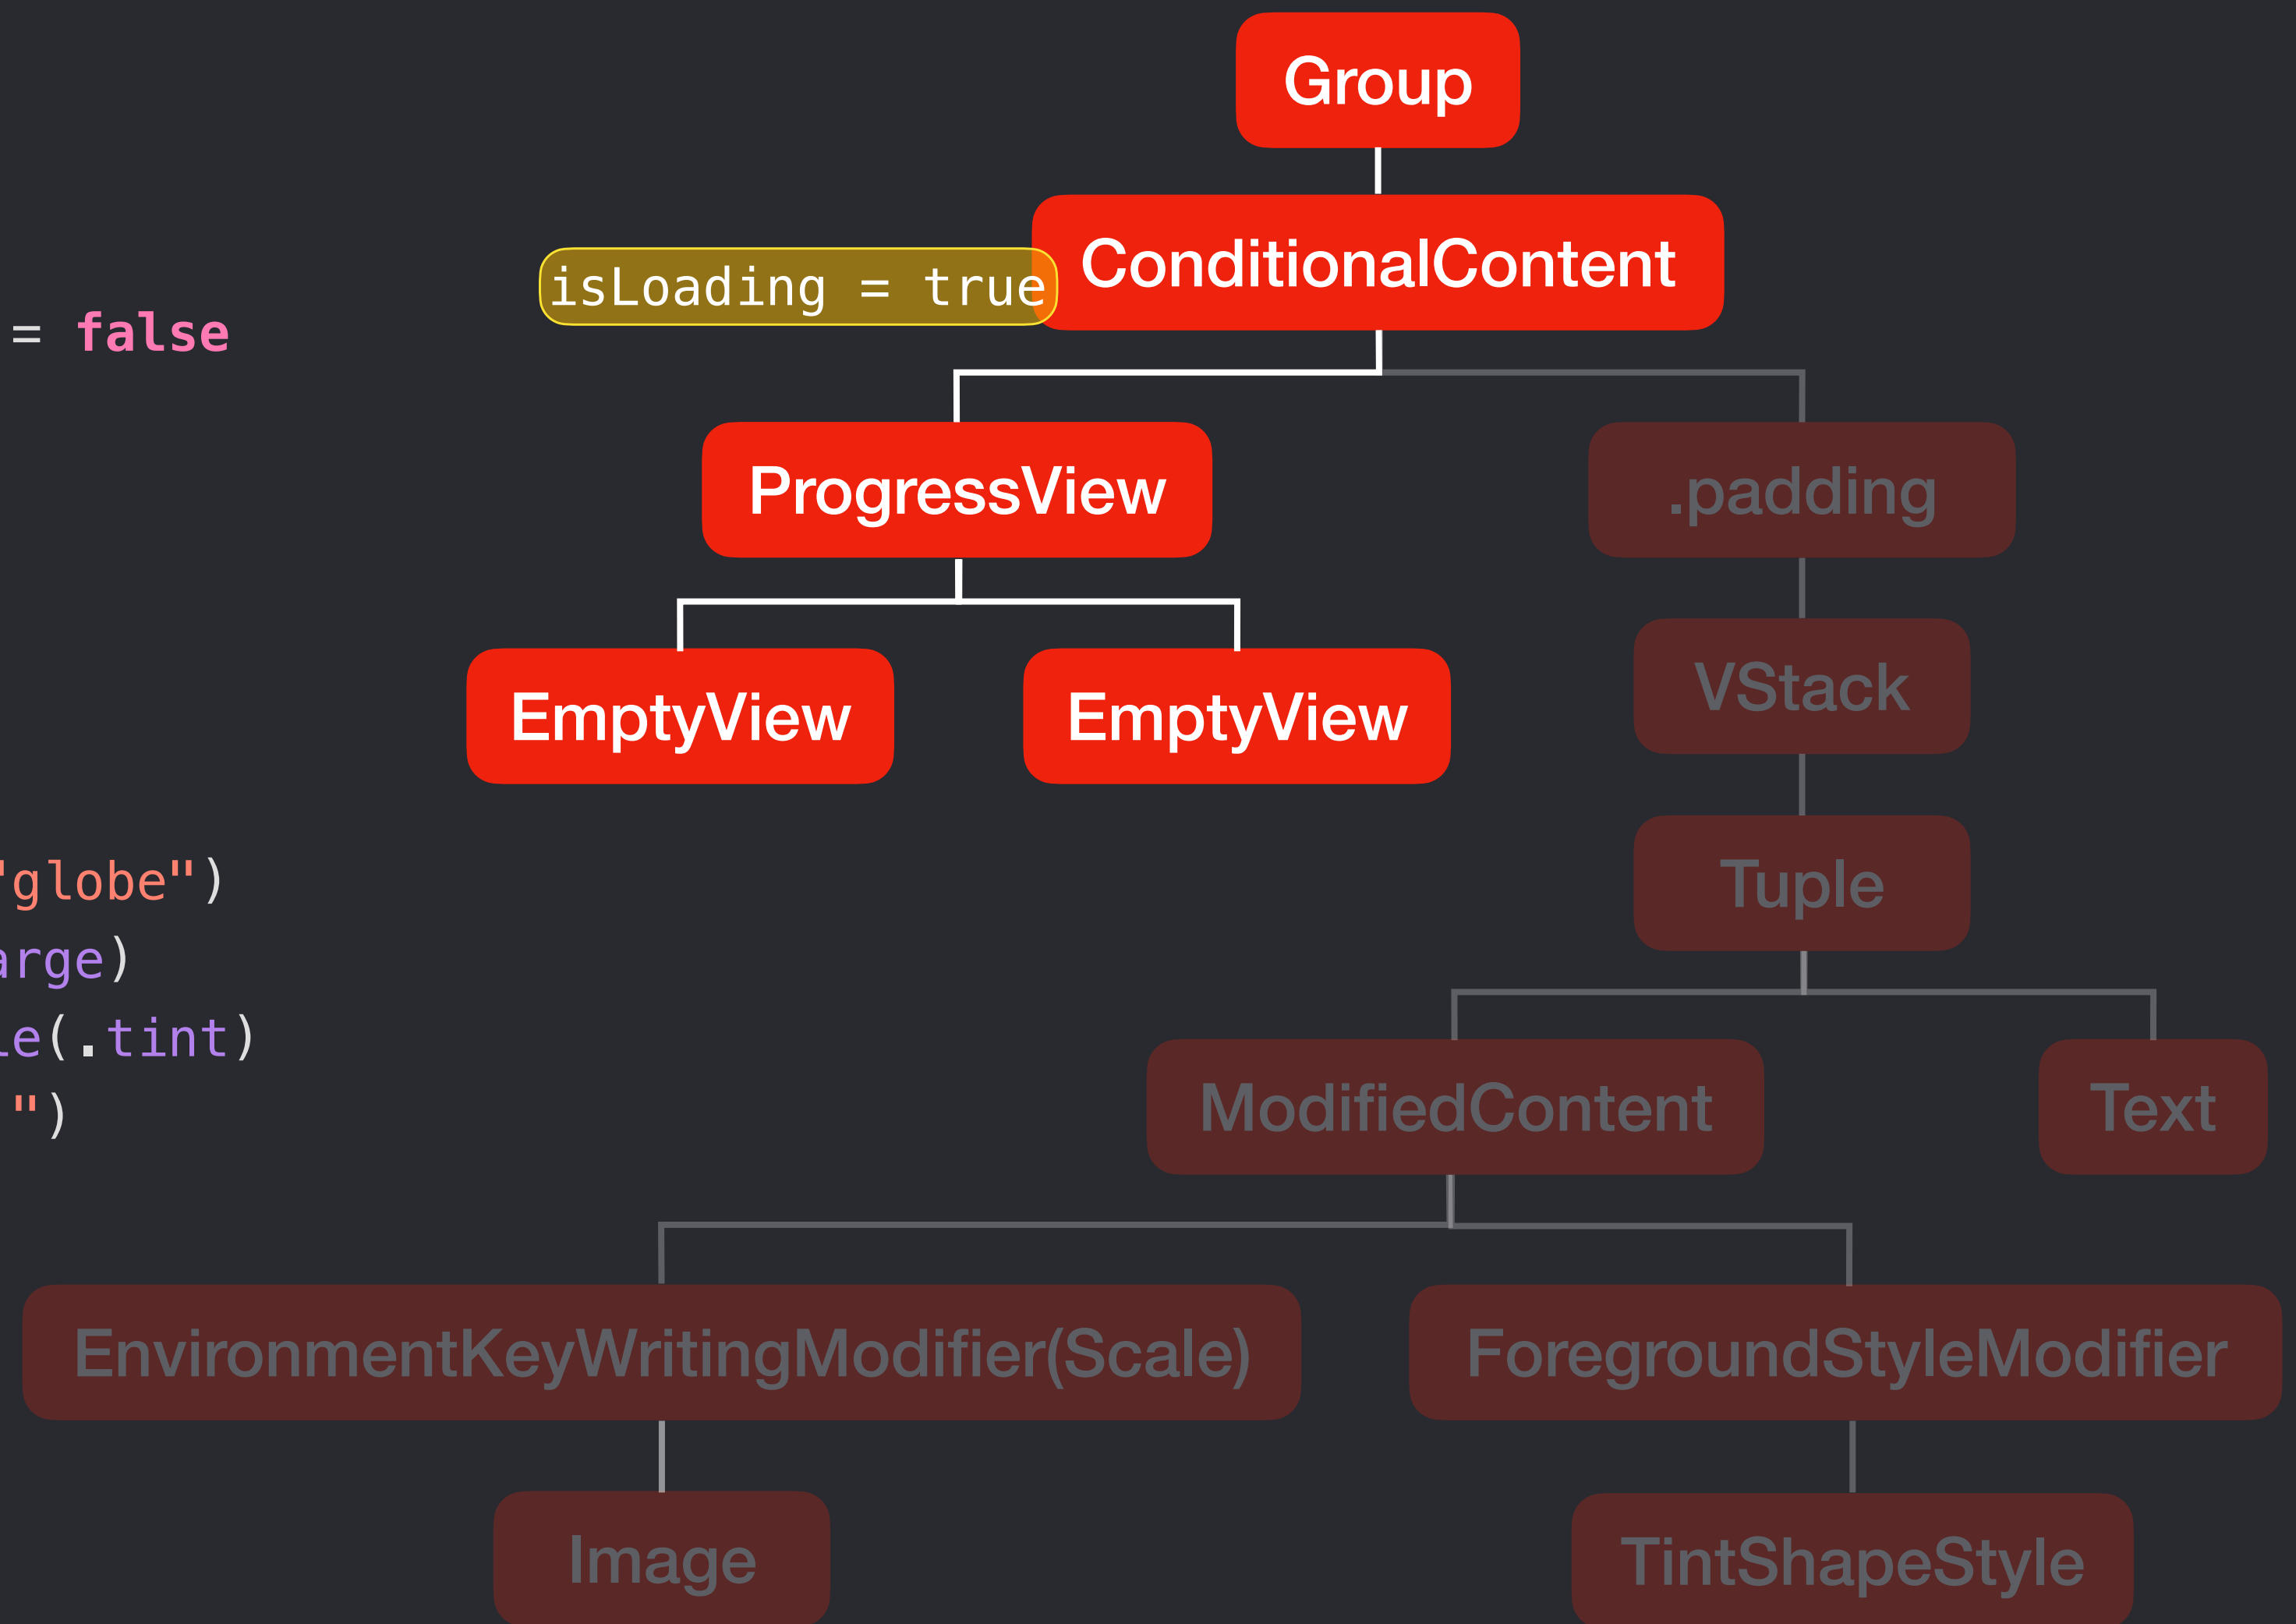 Group
ConditionalContent
isLoading = true
= false
ProgressView
.padding
EmptyView
EmptyView
VStack
Tuple
"globe")
arge)
le(.tint)
")
ModifiedContent
Text
EnvironmentKeyWritingModifier(Scale)
ForegroundStyleModifier
Image
TintShapeStyle